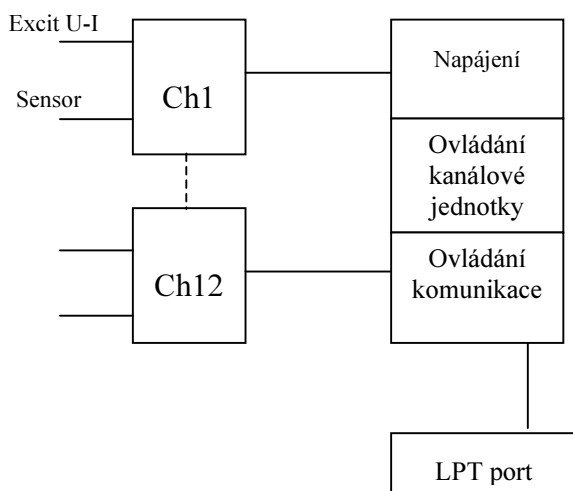 Excit U-I
Sensor
Ch1
Napájení
Ovládání
kanálové
jednotky
Ch12
Ovládání
komunikace
LPT port